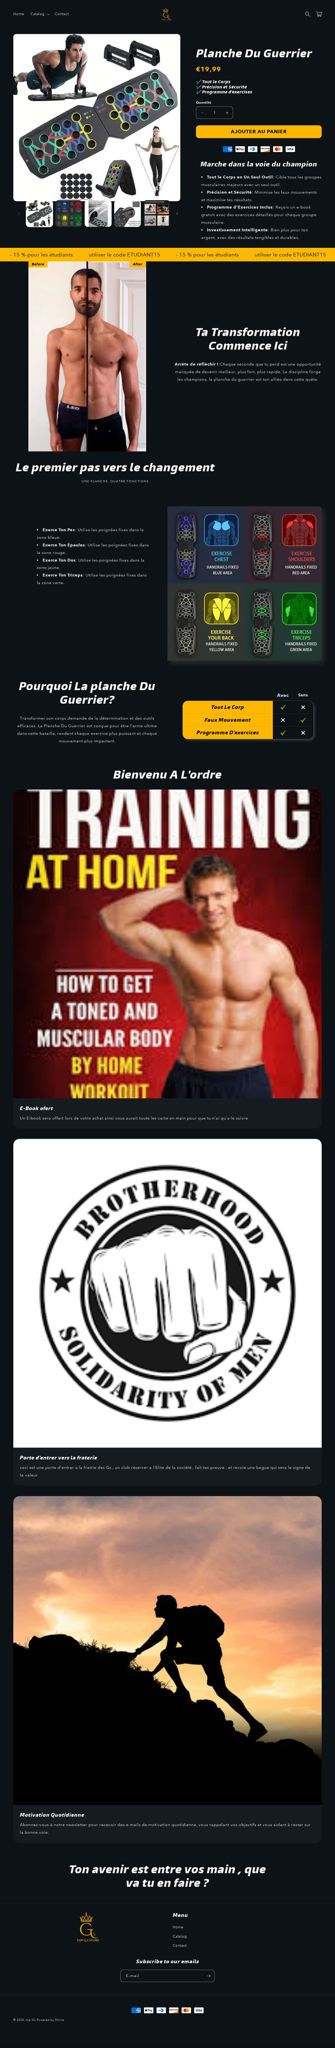 Home Catalog Contact
Planche Du Guerrier
€19,99
✓ Tout le Corps
✓ Précision et Sécurité
✓ Programme d'exercises
Quantité
- 1 +
AJOUTER AU PANIER
Marche dans la voie du champion
• Tout le Corps en Un Seul Outil: Cible tous les groupes
musculaires majeurs avec un seul outil.
• Précision et Sécurité: Minimise les faux mouvements
et maximise tes résultats.
• Programme d'Exercices Inclus: Reçois un e-book
gratuit avec des exercices détaillés pour chaque groupe
musculaire.
• Investissement Intelligente: Bien plus pour ton
argent, avec des résultats tangibles et durables.
- 15 % pour les étudiants utiliser le code ETUDIANT15 - 15 % pour les étudiants utiliser le code ETUDIANT15
Before After
LEO
Ta Transformation
Commence Ici
Arrête de réfléchir ! Chaque seconde que tu perd est une opportunité
manquée de devenir meilleur, plus fort, plus rapide. La discipline forge
les champions, la planche du guerrier est ton alliée dans cette quête.
Le premier pas vers le changement
UNE PLANCHE, QUATRE FONCTIONS
• Exerce Ton Pec: Utilise les poignées fixes dans la
zone bleue.
• Exerce Ton Épaules: Utilise les poignées fixes dans
la zone rouge.
• Exerce Ton Dos: Utilise les poignées fixes dans la
zone jaune.
• Exerce Ton Triceps: Utilise les poignées fixes dans
la zone verte.
EXERCISE
CHEST
HANDRAILS FIXED
BLUE AREA
EXERCISE
SHOULDERS
HANDRAILS FIXED
RED AREA
EXERCISE
YOUR BACK
HANDRAILS FIXED
YELLOW AREA
EXERCISE
TRICEPS
HANDRAILS FIXED
GREEN AREA
Pourquoi La planche Du
Guerrier?
Transformer son corps demande de la détermination et des outils
efficaces. La Planche Du Guerrier est conçue pour être l'arme ultime
dans cette bataille, rendant chaque exercice plus puissant et chaque
mouvement plus impactant.
Avec Sans
Tout Le Corp
Faux Mouvement
Programme D'exercices
Bienvenu A L'ordre
TRAINING
AT HOME
HOW TO GET
A TONED AND
MUSCULAR BODY
BY HOME
WORKOUT
E-Book ofert
Un E-book sera offert lors de votre achat ainsi vous aurait toute les carte en main pour que tu n'ai qu'a le suivre
BROTHERHOOD
SOLIDARITY OF MEN
Porte d'entrer vers la fraterie
ceci est une porte d'entrer a la fratrie des Gs , un club réserver a l'Elite de la société , fait tes preuve , et recois une bague qui sera le signe de
ta valeur
Motivation Quotidienne
Abonnez-vous à notre newsletter pour recevoir des e-mails de motivation quotidienne, vous rappelant vos objectifs et vous aidant à rester sur
la bonne voie.
Ton avenir est entre vos main , que
va tu en faire ?
Menu
Home
Catalog
Contact
Subscribe to our emails
E-mail